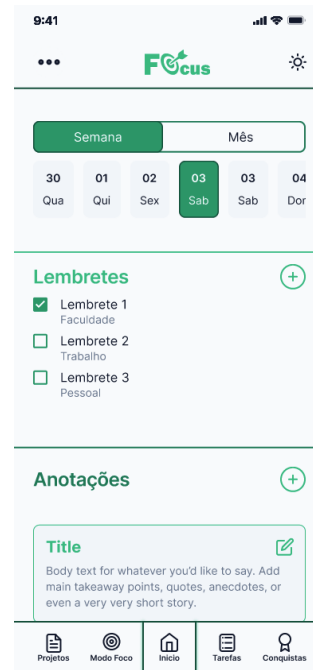 9:41
FOcus
Semana Mês
30 01 02 03 03 04
Qua Qui Sex Sab Sab Dom
Lembretes
Lembrete 1
Faculdade
Lembrete 2
Trabalho
Lembrete 3
Pessoal
Anotações
Title
Body text for whatever you'd like to say. Add
main takeaway points, quotes, anecdotes, or
even a very very short story.
Projetos Modo Foco Início Tarefas Conquistas